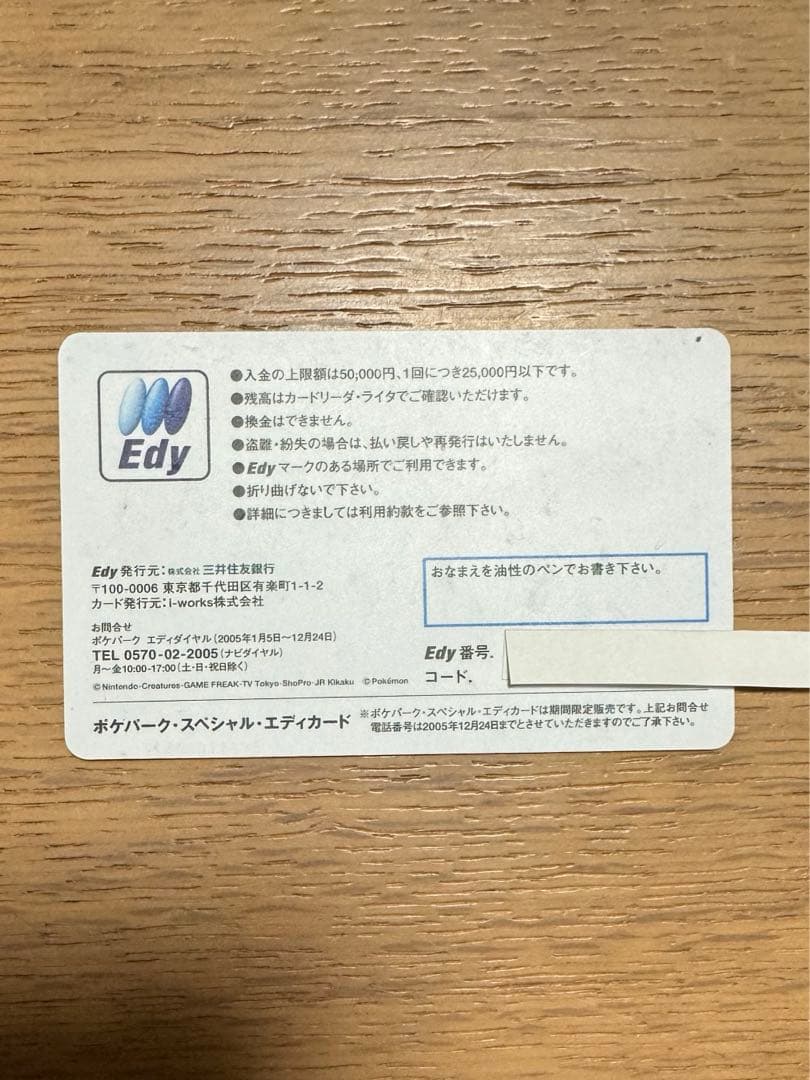 Edy
●入金の上限額は50,000円、1回につき25,000円以下です。
●残高はカードリーダ・ライタでご確認いただけます。
●換金はできません。
●盗難・紛失の場合は、払い戻しや再発行はいたしません。
●Edyマークのある場所でご利用できます。
●折り曲げないで下さい。
●詳細につきましては利用約款をご参照下さい。
Edy 発行元：株式会社 三井住友銀行
〒100-0006 東京都千代田区有楽町1-1-2
カード発行元：i-works株式会社
お問合せ
ポケパーク エディダイヤル（2005年1月5日〜12月24日）
TEL 0570-02-2005（ナビダイヤル）
月〜金10:00-17:00（土・日・祝日除く）
©Nintendo・Creatures・GAME FREAK・TV Tokyo・ShoPro・JR Kikaku ©Pokémon
おなまえを油性のペンでお書き下さい。
Edy 番号.
コード.
ポケパーク・スペシャル・エディカード
※ポケパーク・スペシャル・エディカードは期間限定販売です。上記お問合せ
電話番号は2005年12月24日までとさせていただきますのでご了承下さい。